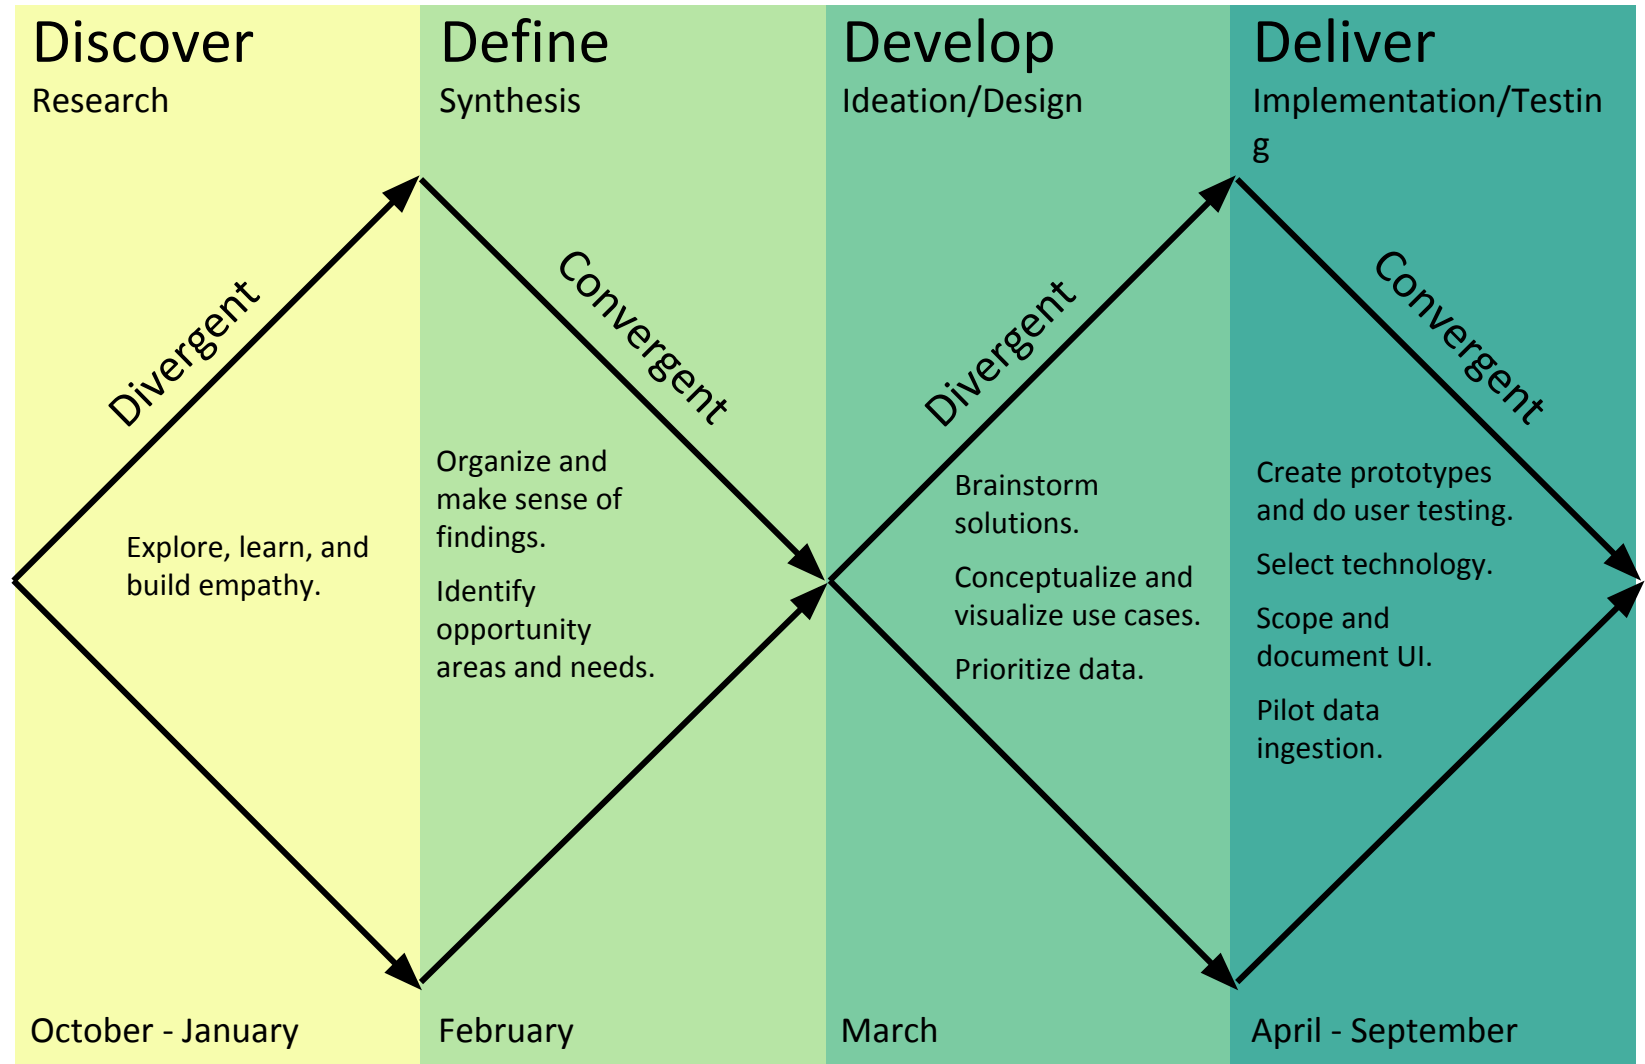 Discover
Research
Divergent
Explore, learn, and
build empathy.
October - January
Define
Synthesis
Convergent
Organize and
make sense of
findings.
Identify
opportunity
areas and needs.
February
Develop
Ideation/Design
Divergent
Brainstorm
solutions.
Conceptualize and
visualize use cases.
Prioritize data.
March
Deliver
Implementation/Testin
g
Convergent
Create prototypes
and do user testing.
Select technology.
Scope and
document UI.
Pilot data
ingestion.
April - September